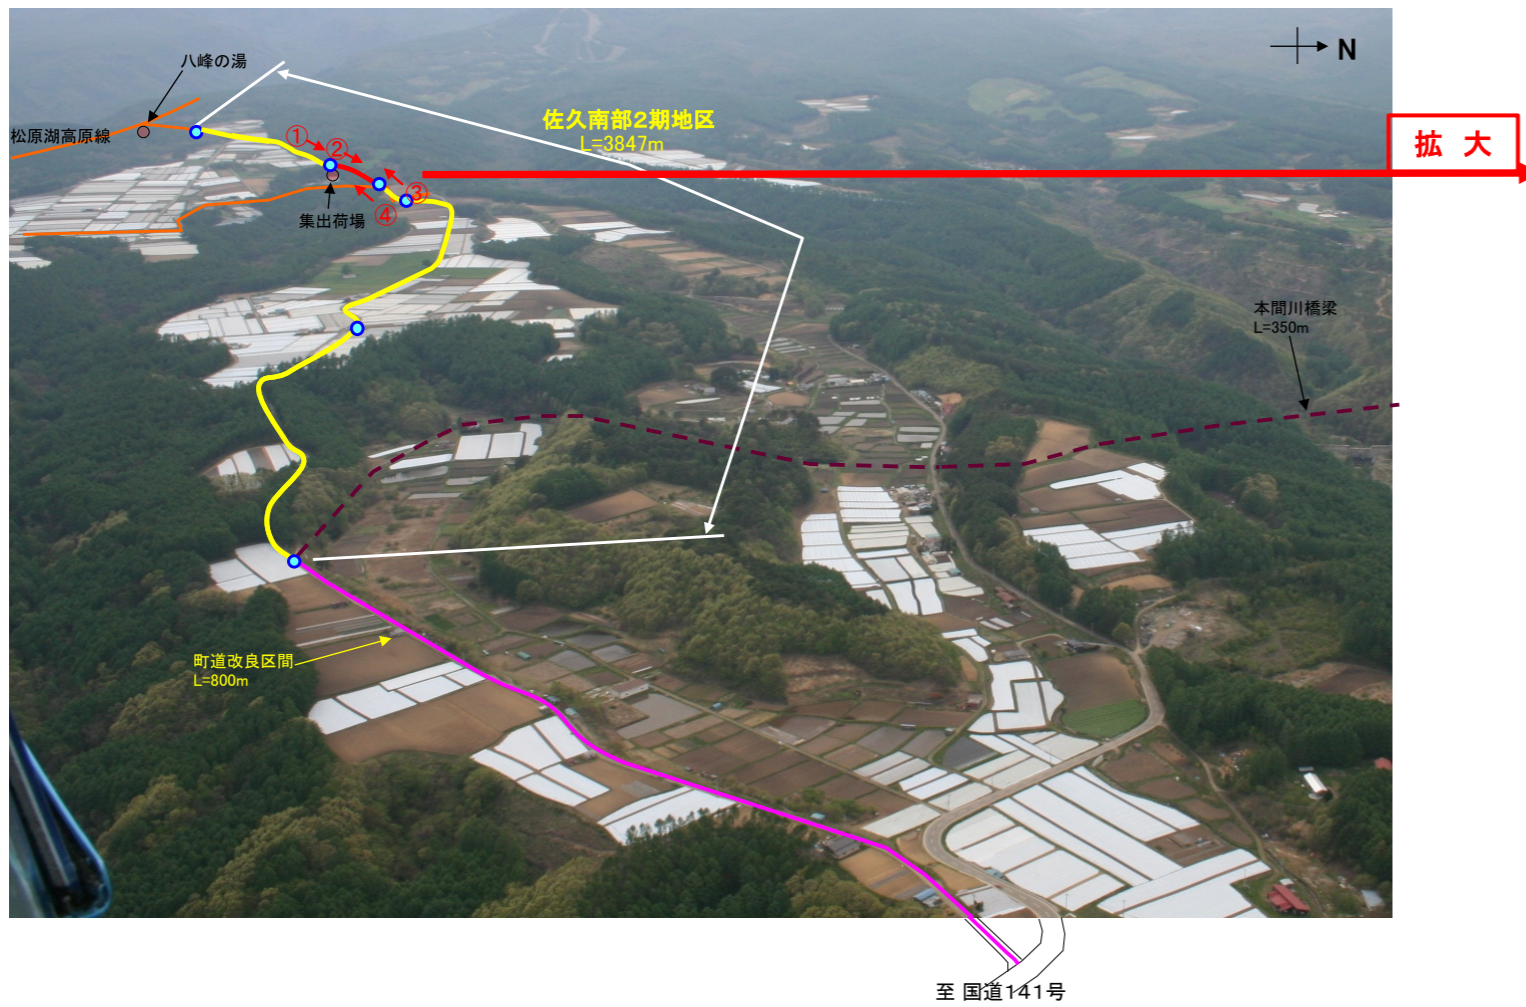 八峰の湯
N
佐久南部2期地区
L=3847m
拡 大
松原湖高原線
①
②
③
④
集出荷場
本間川橋梁
L=350m
町道改良区間
L=800m
至 国道141号